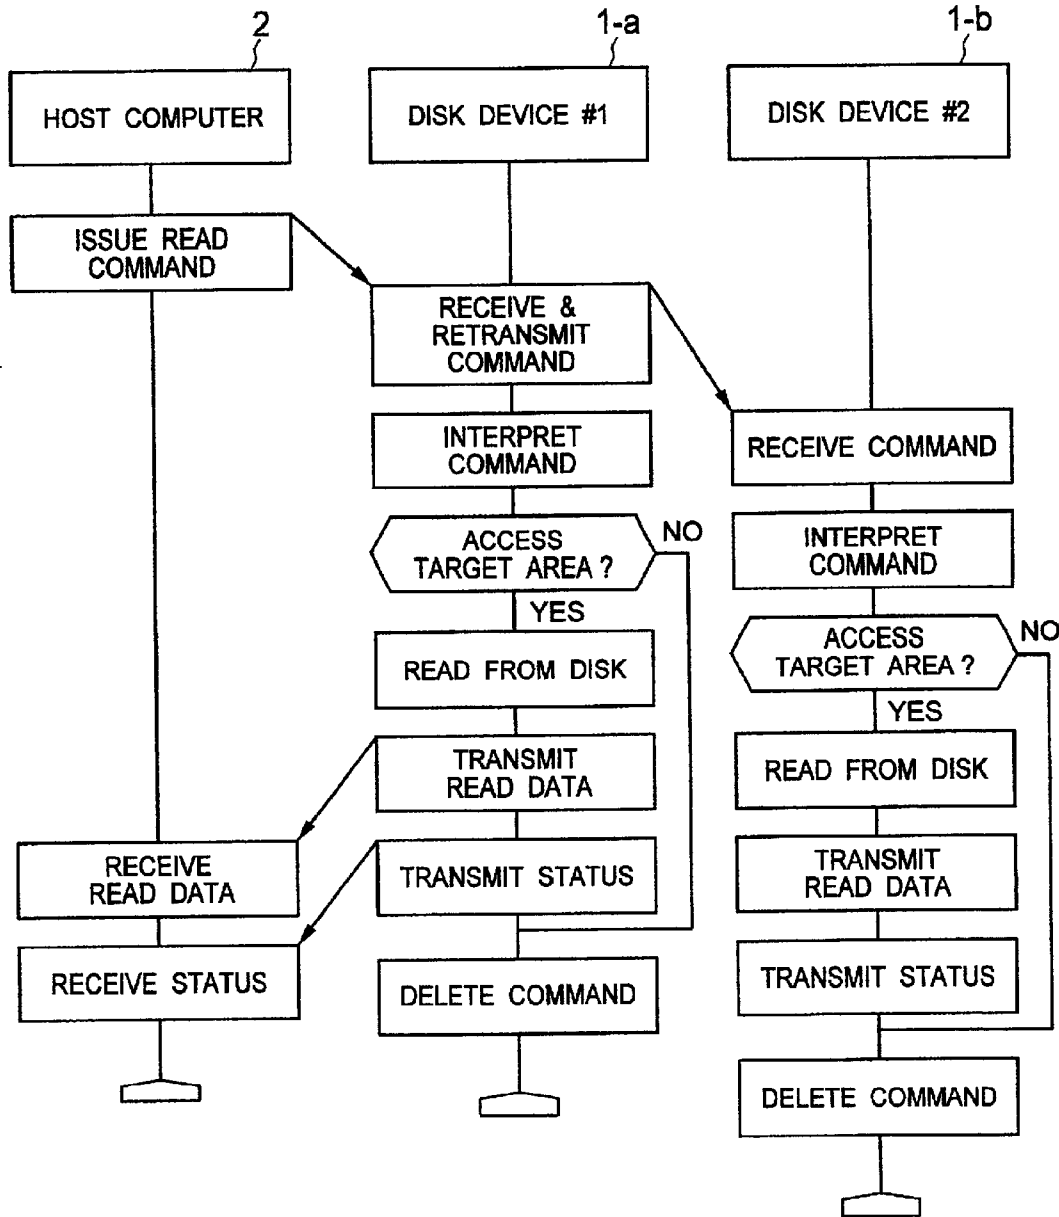 2
1-a
1-b
HOST COMPUTER
DISK DEVICE #1
DISK DEVICE #2
ISSUE READ
COMMAND
RECEIVE &
RETRANSMIT
COMMAND
INTERPRET
COMMAND
RECEIVE COMMAND
ACCESS
TARGET AREA ?
NO
YES
INTERPRET
COMMAND
READ FROM DISK
ACCESS
TARGET AREA ?
NO
YES
TRANSMIT
READ DATA
READ FROM DISK
RECEIVE
READ DATA
TRANSMIT STATUS
TRANSMIT
READ DATA
RECEIVE STATUS
DELETE COMMAND
TRANSMIT STATUS
DELETE COMMAND